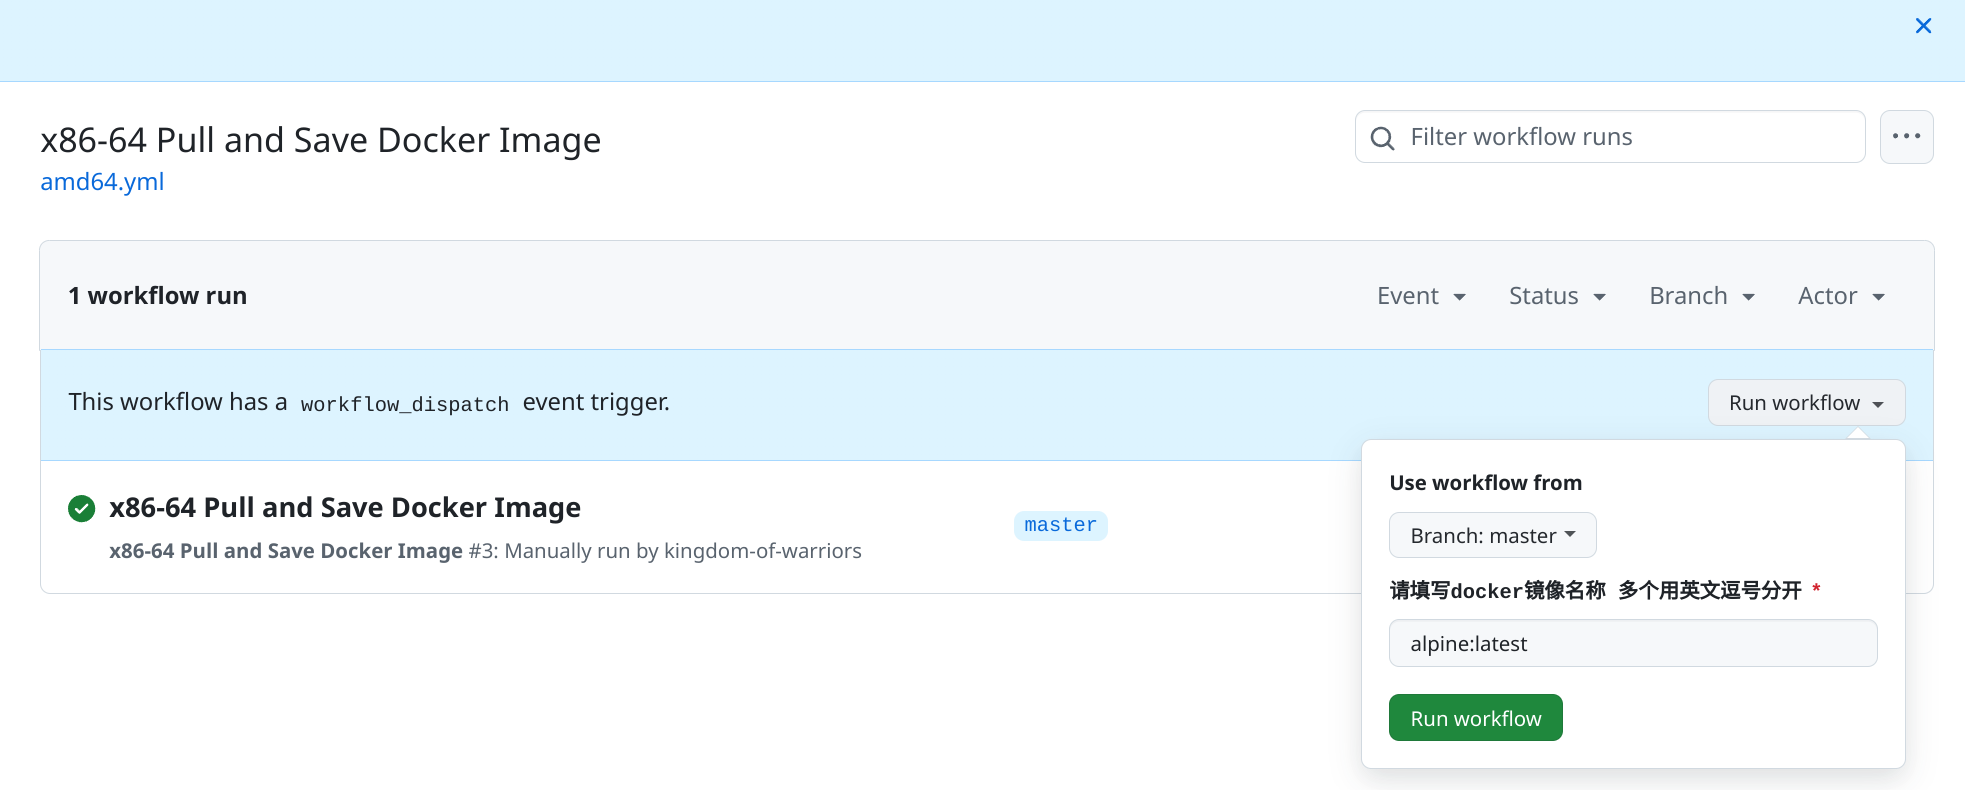 x86-64 Pull and Save Docker Image
amd64.yml
Filter workflow runs
1 workflow run
Event
Status
Branch
Actor
This workflow has a workflow_dispatch event trigger.
Run workflow
x86-64 Pull and Save Docker Image
x86-64 Pull and Save Docker Image #3: Manually run by kingdom-of-warriors
master
Use workflow from
Branch: master
请填写docker镜像名称 多个用英文逗号分开 *
alpine:latest
Run workflow